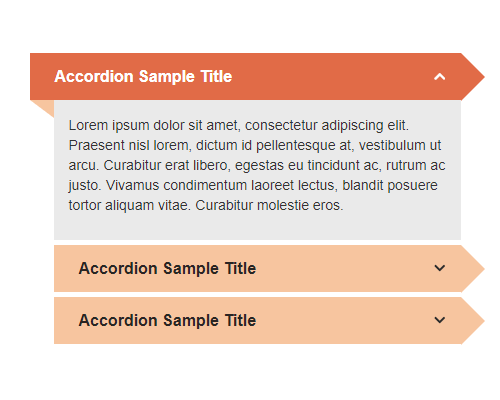 Accordion Sample Title
Lorem ipsum dolor sit amet, consectetur adipiscing elit.
Praesent nisl lorem, dictum id pellentesque at, vestibulum ut
arcu. Curabitur erat libero, egestas eu tincidunt ac, rutrum ac
justo. Vivamus condimentum laoreet lectus, blandit posuere
tortor aliquam vitae. Curabitur molestie eros.
Accordion Sample Title
Accordion Sample Title